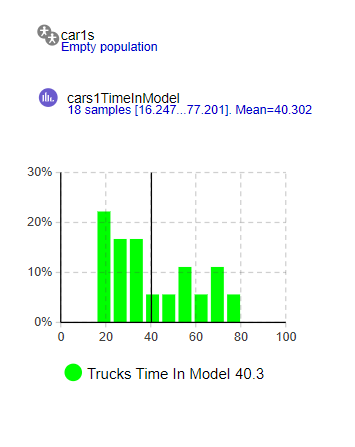 car1s
Empty population
cars1TimeInModel
18 samples [16.247...77.201]. Mean=40.302
30%
20%
10%
0%
0 20 40 60 80 100
Trucks Time In Model 40.3